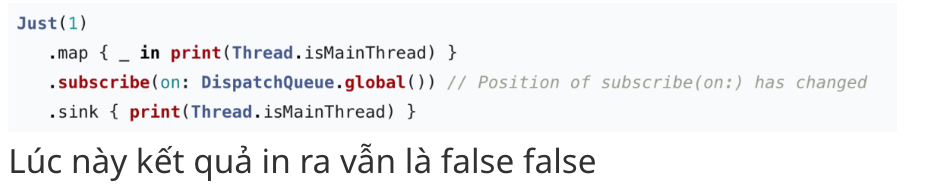 Just(1)
.map { _ in print(Thread.isMainThread) }
.subscribe(on: DispatchQueue.global()) // Position of subscribe(on:) has changed
.sink { print(Thread.isMainThread) }
Lúc này kết quả in ra vẫn là false false